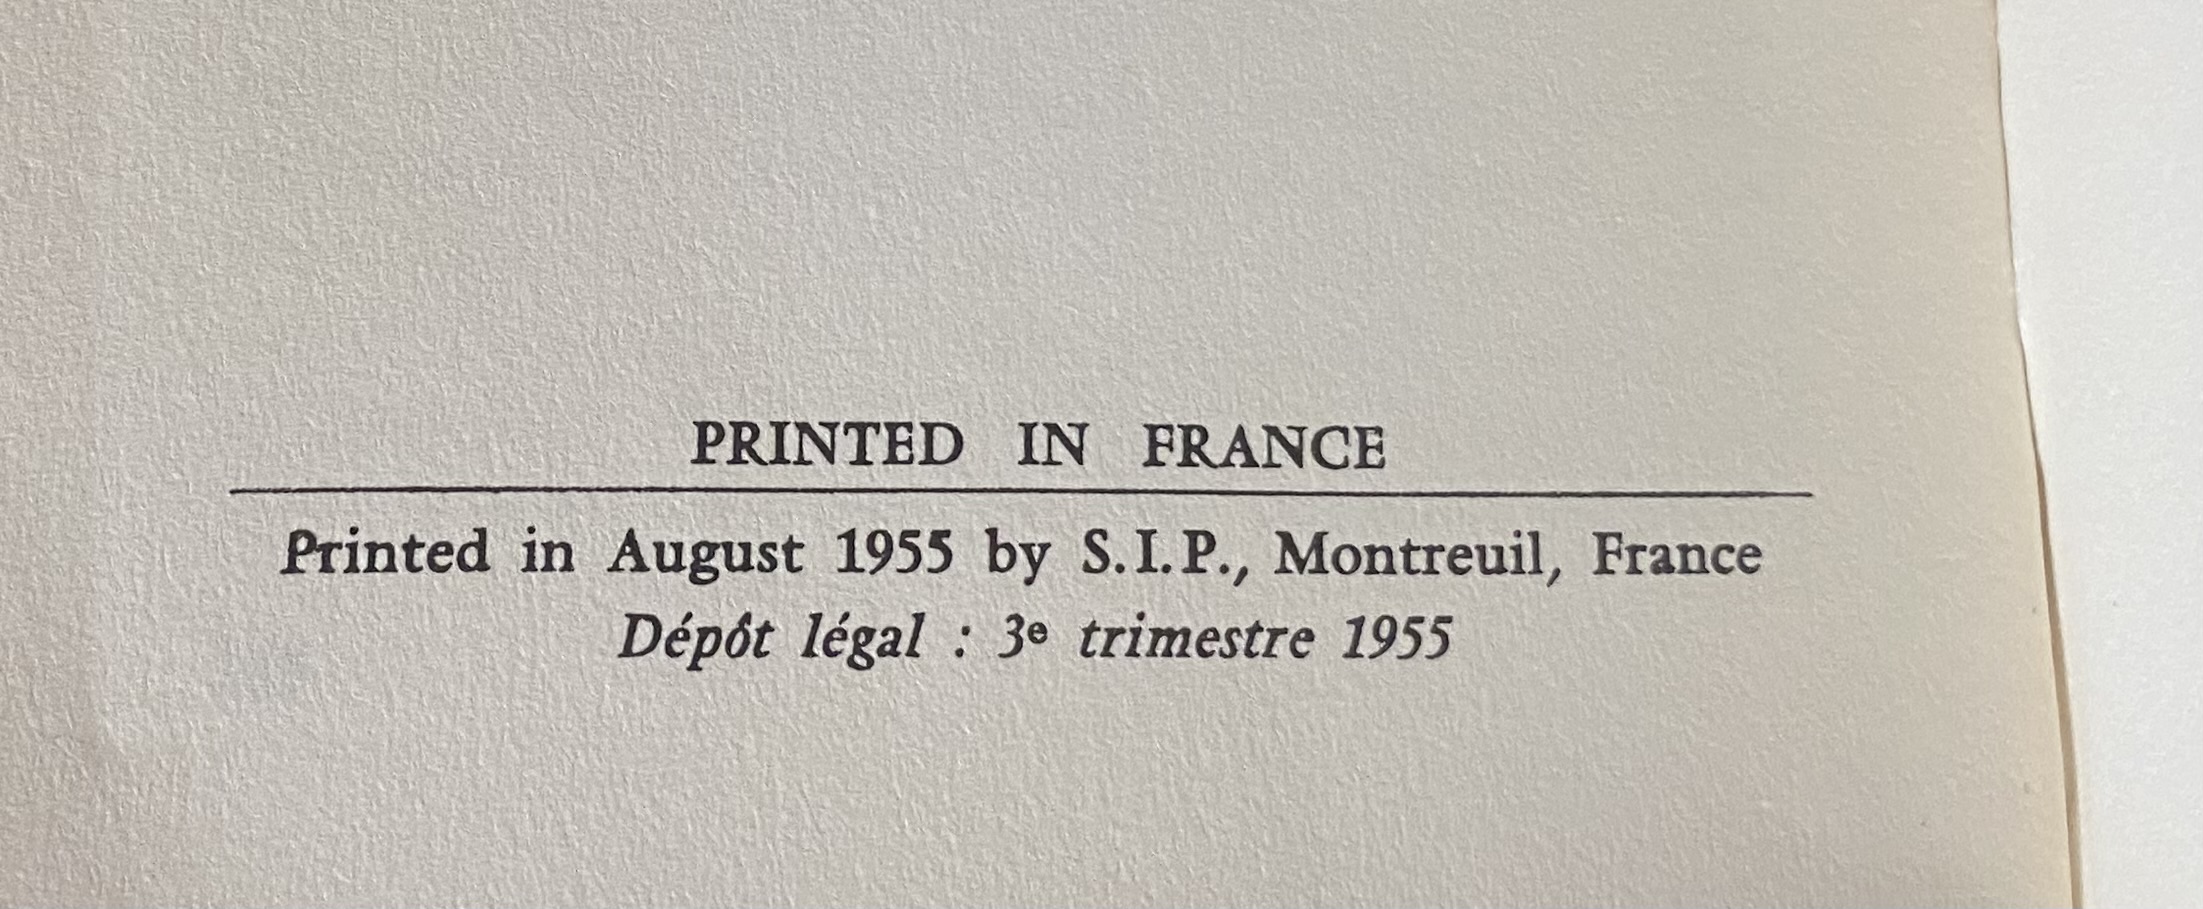 PRINTED IN FRANCE
Printed in August 1955 by S.I.P., Montreuil, France
Dépôt légal : 3e trimestre 1955